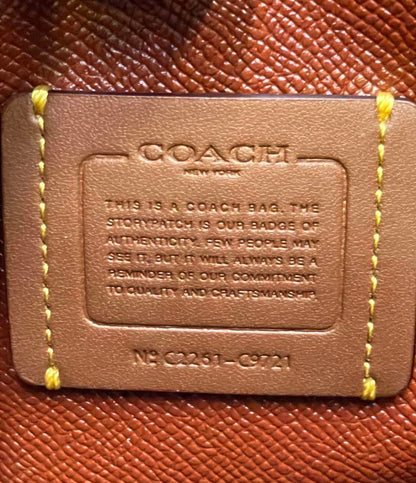 COACH
NEW YORK
THIS IS A COACH BAG. THE
STORYPATCH IS OUR BADGE OF
AUTHENTICITY. FEW PEOPLE MAY
SEE IT, BUT IT WILL ALWAYS BE A
REMINDER OF OUR COMMITMENT
TO QUALITY AND CRAFTSMANSHIP.
Nº C2261-C9721